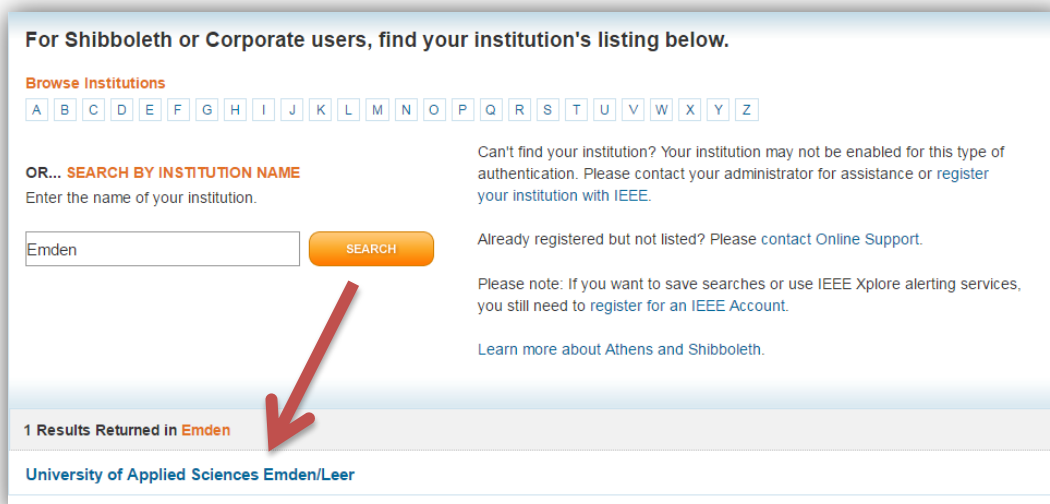 For Shibboleth or Corporate users, find your institution's listing below.
Browse Institutions
A B C D E F G H I J K L M N O P Q R S T U V W X Y Z
OR... SEARCH BY INSTITUTION NAME
Enter the name of your institution.
Emden
SEARCH
Can't find your institution? Your institution may not be enabled for this type of
authentication. Please contact your administrator for assistance or register
your institution with IEEE.
Already registered but not listed? Please contact Online Support.
Please note: If you want to save searches or use IEEE Xplore alerting services,
you still need to register for an IEEE Account.
Learn more about Athens and Shibboleth.
1 Results Returned in Emden
University of Applied Sciences Emden/Leer